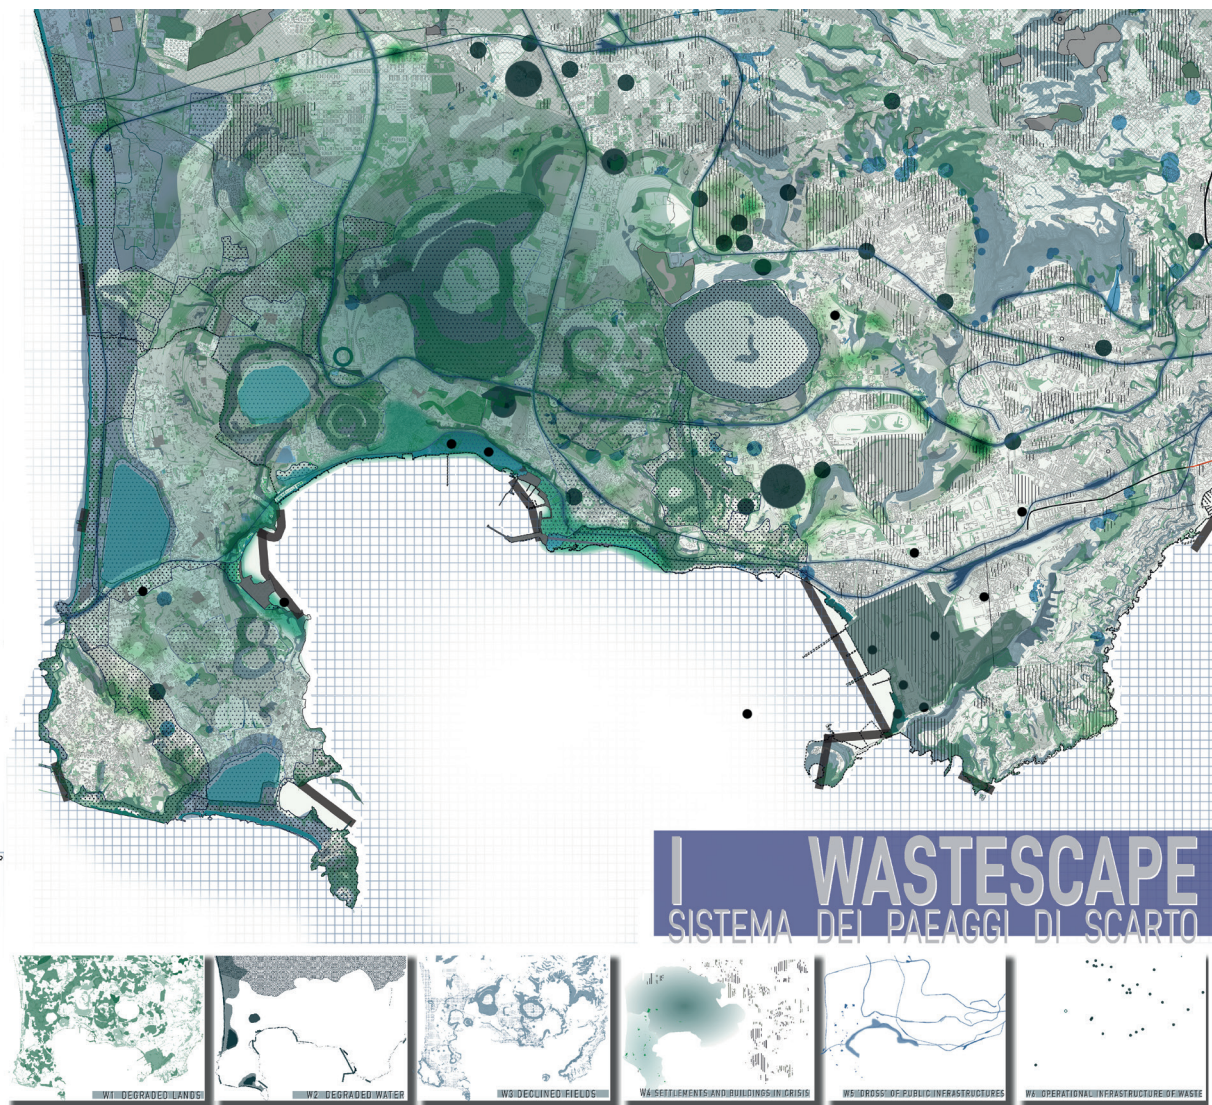 I WASTESCAPE
SISTEMA DEI PAEAGGI DI SCARTO
W1 DEGRADED LANDS
W2 DEGRADED WATER
W3 DECLINED FIELDS
W4 SETTLEMENTS AND BUILDINGS IN CRISIS
W5 DROSS OF PUBLIC INFRASTRUCTURES
W6 OPERATIONAL INFRASTRUCTURE OF WASTE